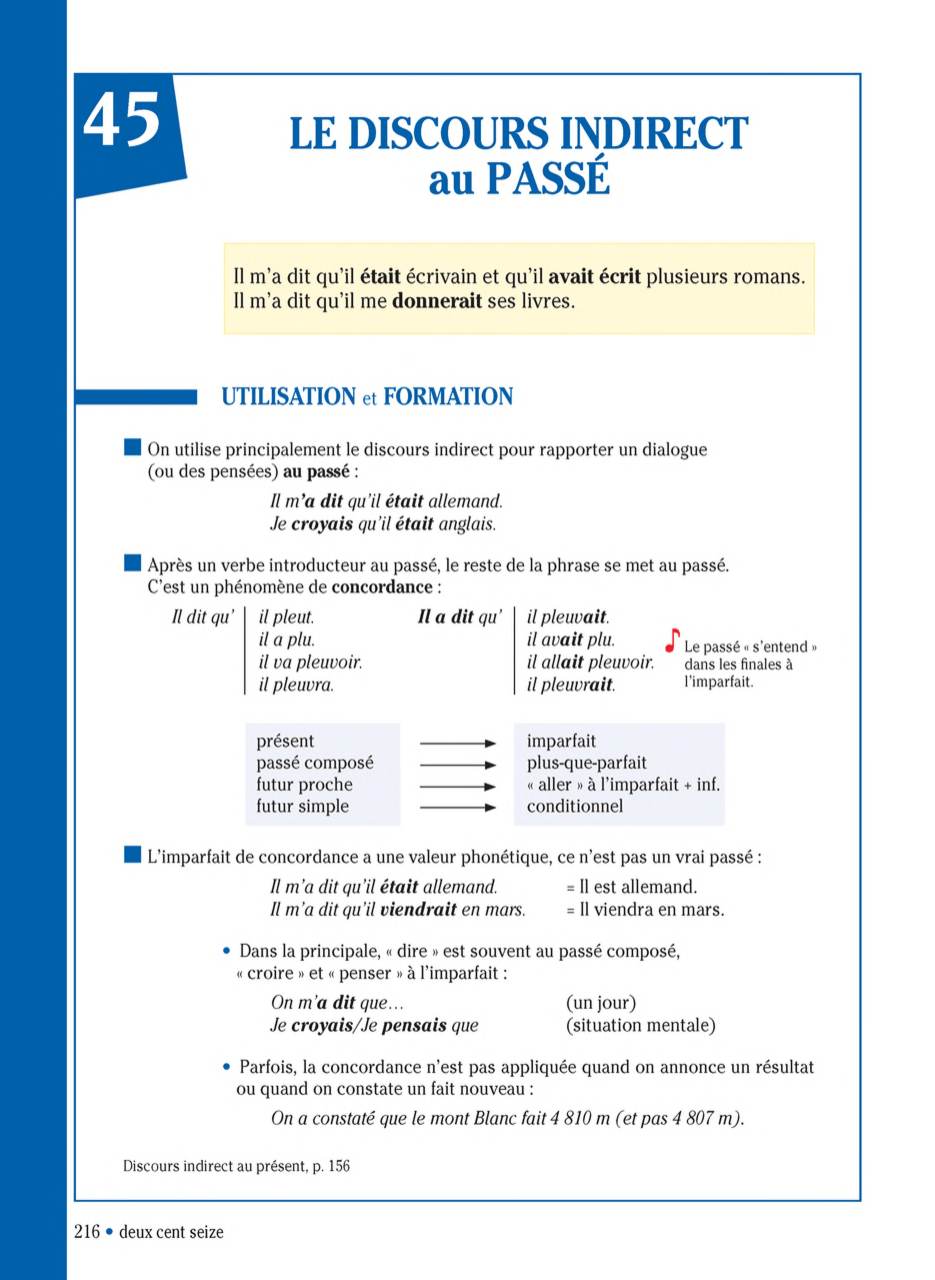 45
LE DISCOURS INDIRECT
au PASSÉ
Il m’a dit qu’il était écrivain et qu’il avait écrit plusieurs romans.
Il m’a dit qu’il me donnerait ses livres.
UTILISATION et FORMATION
On utilise principalement le discours indirect pour rapporter un dialogue
(ou des pensées) au passé :
Il m’a dit qu’il était allemand.
Je croyais qu’il était anglais.
Après un verbe introducteur au passé, le reste de la phrase se met au passé.
C’est un phénomène de concordance :
Il dit qu’ il pleut. Il a dit qu’ il pleuvait.
il a plu. il avait plu.
il va pleuvoir. il allait pleuvoir.
il pleuvra. il pleuvrait.
Le passé « s’entend »
dans les finales à
l’imparfait.
présent imparfait
passé composé plus-que-parfait
futur proche « aller » à l’imparfait + inf.
futur simple conditionnel
L’imparfait de concordance a une valeur phonétique, ce n’est pas un vrai passé :
Il m’a dit qu’il était allemand. = Il est allemand.
Il m’a dit qu’il viendrait en mars. = Il viendra en mars.
• Dans la principale, « dire » est souvent au passé composé,
« croire » et « penser » à l’imparfait :
On m’a dit que… (un jour)
Je croyais/Je pensais que (situation mentale)
• Parfois, la concordance n’est pas appliquée quand on annonce un résultat
ou quand on constate un fait nouveau :
On a constaté que le mont Blanc fait 4 810 m (et pas 4 807 m).
Discours indirect au présent, p. 156
216 • deux cent seize